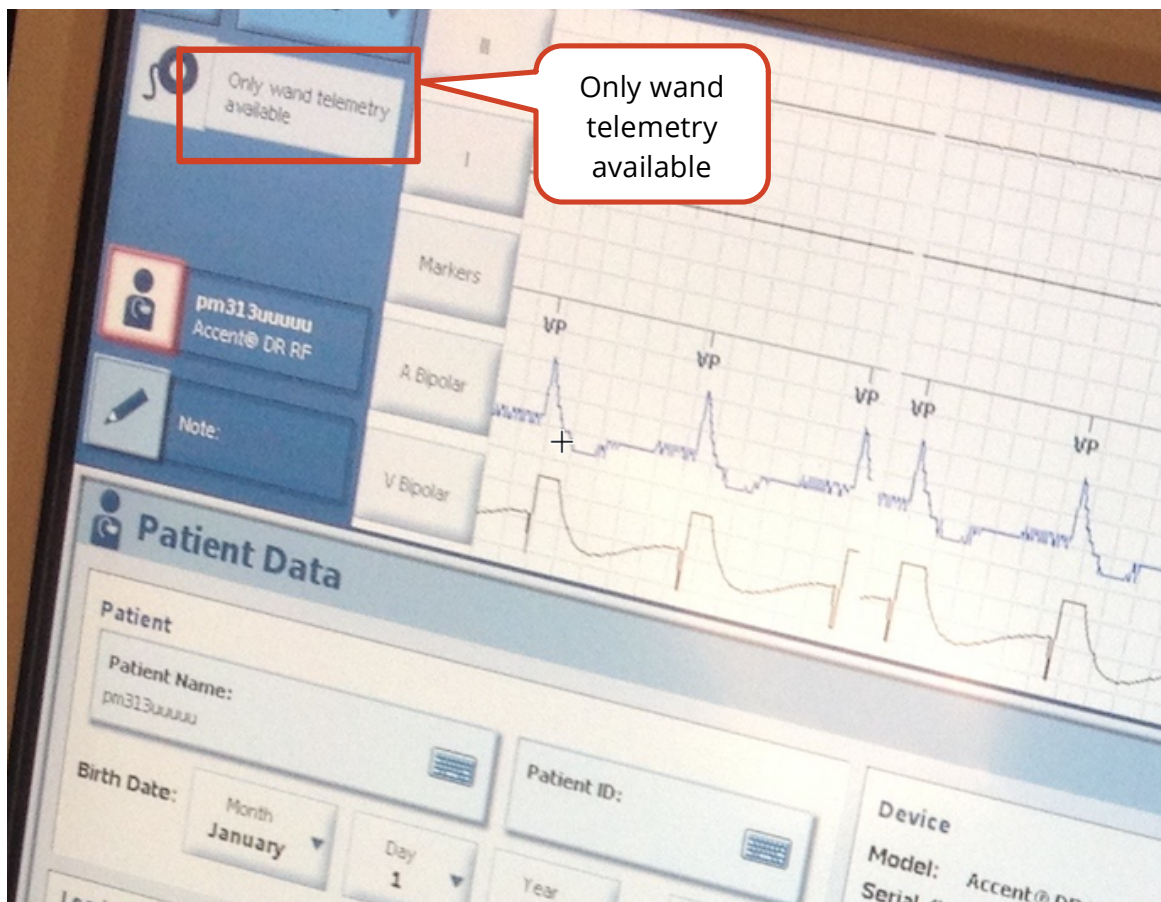 Only wand telemetry
available
Only wand
telemetry
available
II
I
Markers
A Bipolar
V Bipolar
pm313uuuuu
Accent® DR RF
Note:
VP
VP
VP
VP
VP
Patient Data
Patient
Patient Name:
pm313uuuuu
Patient ID:
Birth Date:
Month
January
Day
1
Year
Device
Model:
Accent® DR
Serial